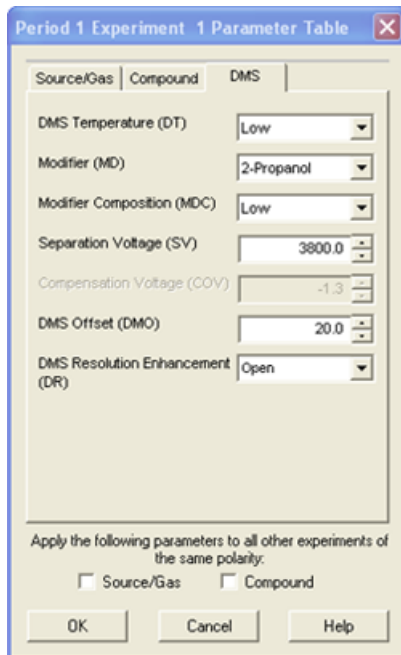 Period 1 Experiment 1 Parameter Table
Source/Gas Compound DMS
DMS Temperature (DT) Low
Modifier (MD) 2-Propanol
Modifier Composition (MDC) Low
Separation Voltage (SV) 3800.0
Compensation Voltage (COV) -1.3
DMS Offset (DMO) 20.0
DMS Resolution Enhancement
(DR) Open
Apply the following parameters to all other experiments of
the same polarity:
Source/Gas Compound
OK Cancel Help